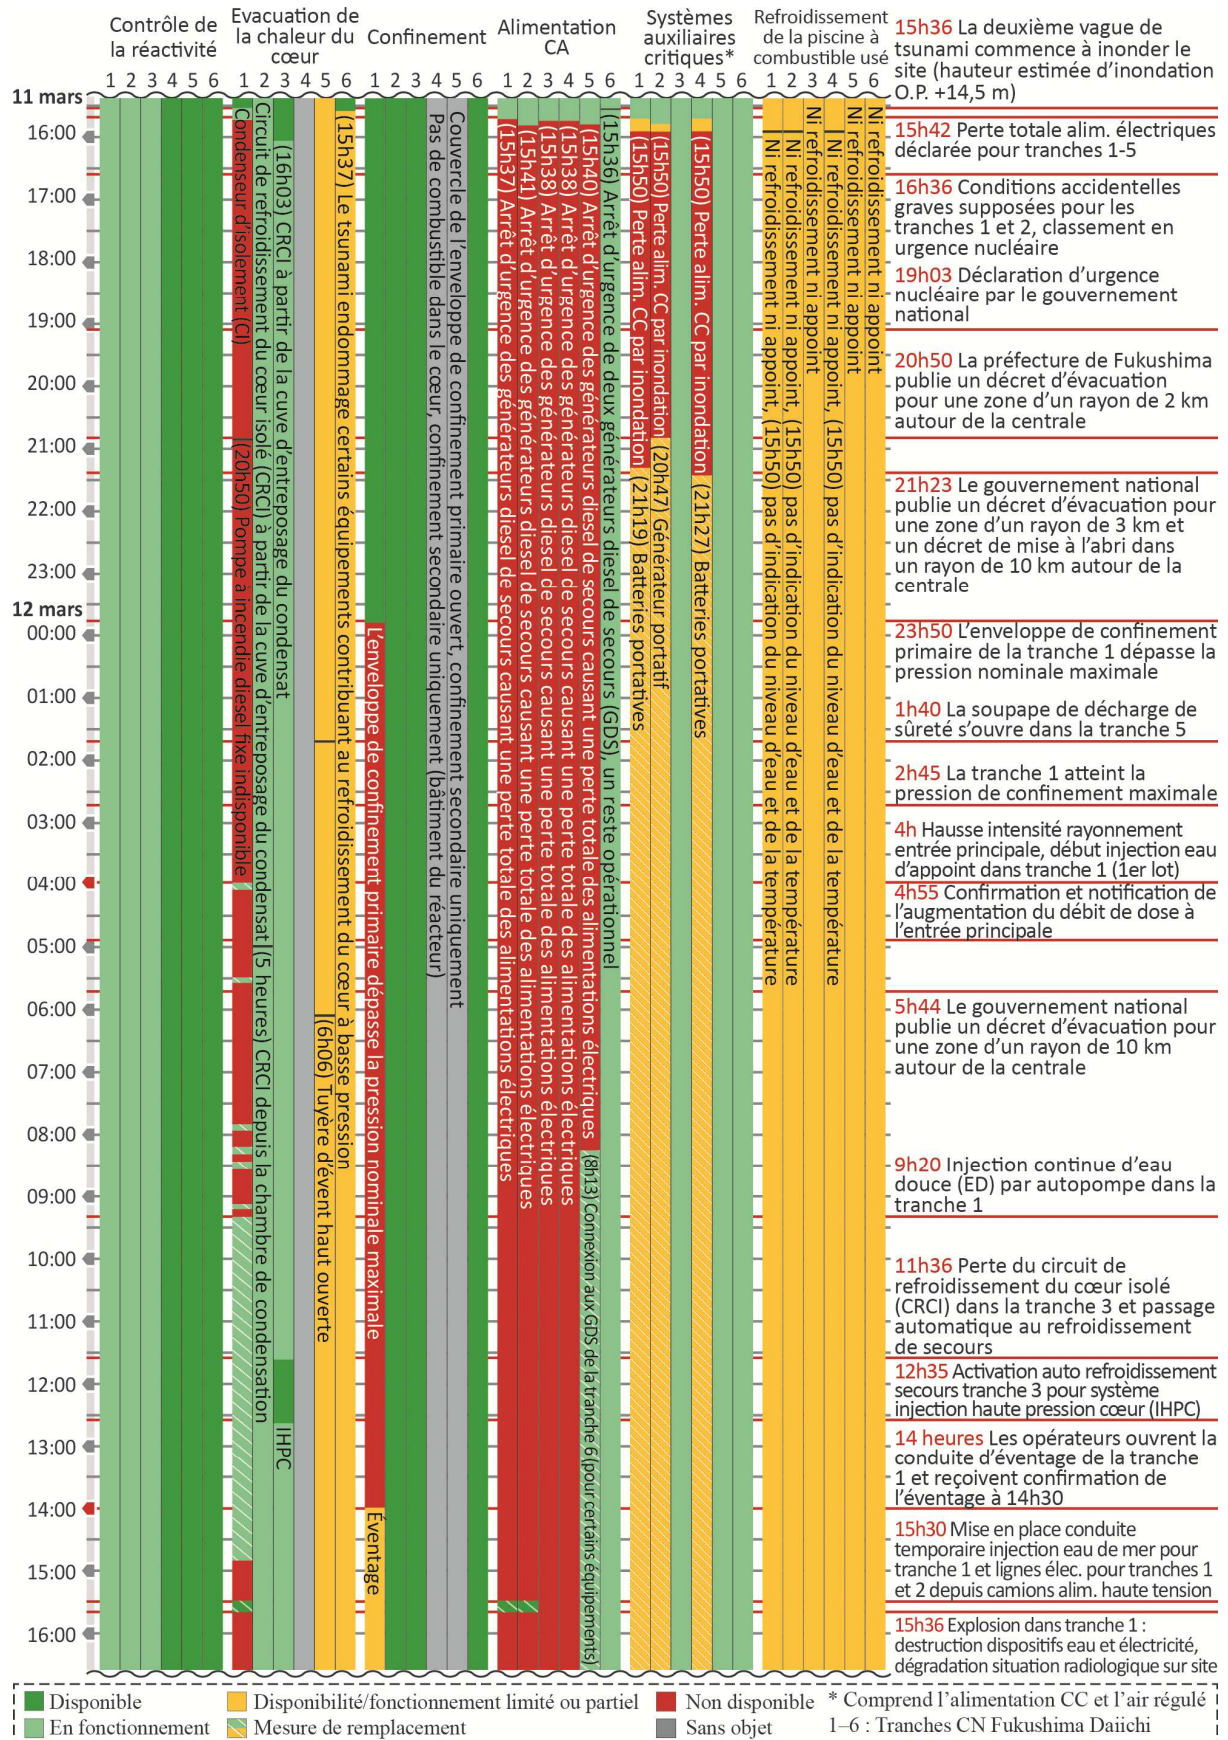 Contrôle de
la réactivité
Evacuation de
la chaleur du
cœur
Confinement
Alimentation
CA
Systèmes
auxiliaires
critiques*
Refroidissement
de la piscine à
combustible usé
1 2 3 4 5 6
1 2 3 4 5 6
1 2 3 4 5 6
1 2 3 4 5 6
1 2 3 4 5 6
1 2 3 4 5 6
11 mars
16:00
17:00
18:00
19:00
20:00
21:00
22:00
23:00
12 mars
00:00
01:00
02:00
03:00
04:00
05:00
06:00
07:00
08:00
09:00
10:00
11:00
12:00
13:00
14:00
15:00
16:00
Condenseur d'isolement (CI)
(20h50) Pompe à incendie diesel fixe indisponible
Circuit de refroidissement du cœur isolé (CRCI) à partir de la cuve d'entreposage du condensat
(5 heures) CRCI depuis la chambre de condensation
(16h03) CRCI à partir de la cuve d'entreposage du condensat
IHPC
(6h06) Tuyère d'évent haut ouverte
(15h37) Le tsunami endommage certains équipements contribuant au refroidissement du cœur à basse pression
L'enveloppe de confinement primaire dépasse la pression nominale maximale
Éventage
Pas de combustible dans le cœur, confinement secondaire uniquement (bâtiment du réacteur)
Couvercle de l'enveloppe de confinement primaire ouvert, confinement secondaire uniquement
(15h37) Arrêt d'urgence des générateurs diesel de secours causant une perte totale des alimentations électriques
(15h41) Arrêt d'urgence des générateurs diesel de secours causant une perte totale des alimentations électriques
(15h38) Arrêt d'urgence des générateurs diesel de secours causant une perte totale des alimentations électriques
(15h38) Arrêt d'urgence des générateurs diesel de secours causant une perte totale des alimentations électriques
(15h40) Arrêt d'urgence des générateurs diesel de secours causant une perte totale des alimentations électriques
(8h13) Connexion aux GDS de la tranche 6 (pour certains équipements)
(15h36) Arrêt d'urgence de deux générateurs diesel de secours (GDS), un reste opérationnel
(15h50) Perte alim. CC par inondation
(21h19) Batteries portatives
(15h50) Perte alim. CC par inondation
(20h47) Générateur portatif
(15h50) Perte alim. CC par inondation
(21h27) Batteries portatives
Ni refroidissement ni appoint, (15h50) pas d'indication du niveau d'eau et de la température
Ni refroidissement ni appoint, (15h50) pas d'indication du niveau d'eau et de la température
Ni refroidissement ni appoint
Ni refroidissement ni appoint, (15h50) pas d'indication du niveau d'eau et de la température
Ni refroidissement ni appoint
Ni refroidissement ni appoint
15h36 La deuxième vague de
tsunami commence à inonder le
site (hauteur estimée d'inondation
O.P. +14,5 m)
15h42 Perte totale alim. électriques
déclarée pour tranches 1-5
16h36 Conditions accidentelles
graves supposées pour les
tranches 1 et 2, classement en
urgence nucléaire
19h03 Déclaration d'urgence
nucléaire par le gouvernement
national
20h50 La préfecture de Fukushima
publie un décret d'évacuation
pour une zone d'un rayon de 2 km
autour de la centrale
21h23 Le gouvernement national
publie un décret d'évacuation pour
une zone d'un rayon de 3 km et
un décret de mise à l'abri dans
un rayon de 10 km autour de la
centrale
23h50 L'enveloppe de confinement
primaire de la tranche 1 dépasse la
pression nominale maximale
1h40 La soupape de décharge de
sûreté s'ouvre dans la tranche 5
2h45 La tranche 1 atteint la
pression de confinement maximale
4h Hausse intensité rayonnement
entrée principale, début injection eau
d'appoint dans tranche 1 (1er lot)
4h55 Confirmation et notification de
l'augmentation du débit de dose à
l'entrée principale
5h44 Le gouvernement national
publie un décret d'évacuation pour
une zone d'un rayon de 10 km
autour de la centrale
9h20 Injection continue d'eau
douce (ED) par autopompe dans la
tranche 1
11h36 Perte du circuit de
refroidissement du cœur isolé
(CRCI) dans la tranche 3 et passage
automatique au refroidissement
de secours
12h35 Activation auto refroidissement
secours tranche 3 pour système
injection haute pression cœur (IHPC)
14 heures Les opérateurs ouvrent la
conduite d'éventage de la tranche
1 et reçoivent confirmation de
l'éventage à 14h30
15h30 Mise en place conduite
temporaire injection eau de mer pour
tranche 1 et lignes élec. pour tranches 1
et 2 depuis camions alim. haute tension
15h36 Explosion dans tranche 1 :
destruction dispositifs eau et électricité,
dégradation situation radiologique sur site
Disponible
En fonctionnement
Disponibilité/fonctionnement limité ou partiel
Mesure de remplacement
Non disponible
Sans objet
* Comprend l'alimentation CC et l'air régulé
1–6 : Tranches CN Fukushima Daiichi